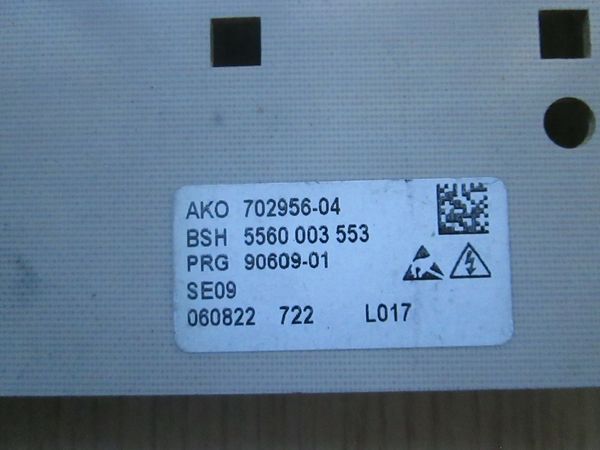 AKO 702956-04
BSH 5560 003 553
PRG 90609-01
SE09
060822 722 L017